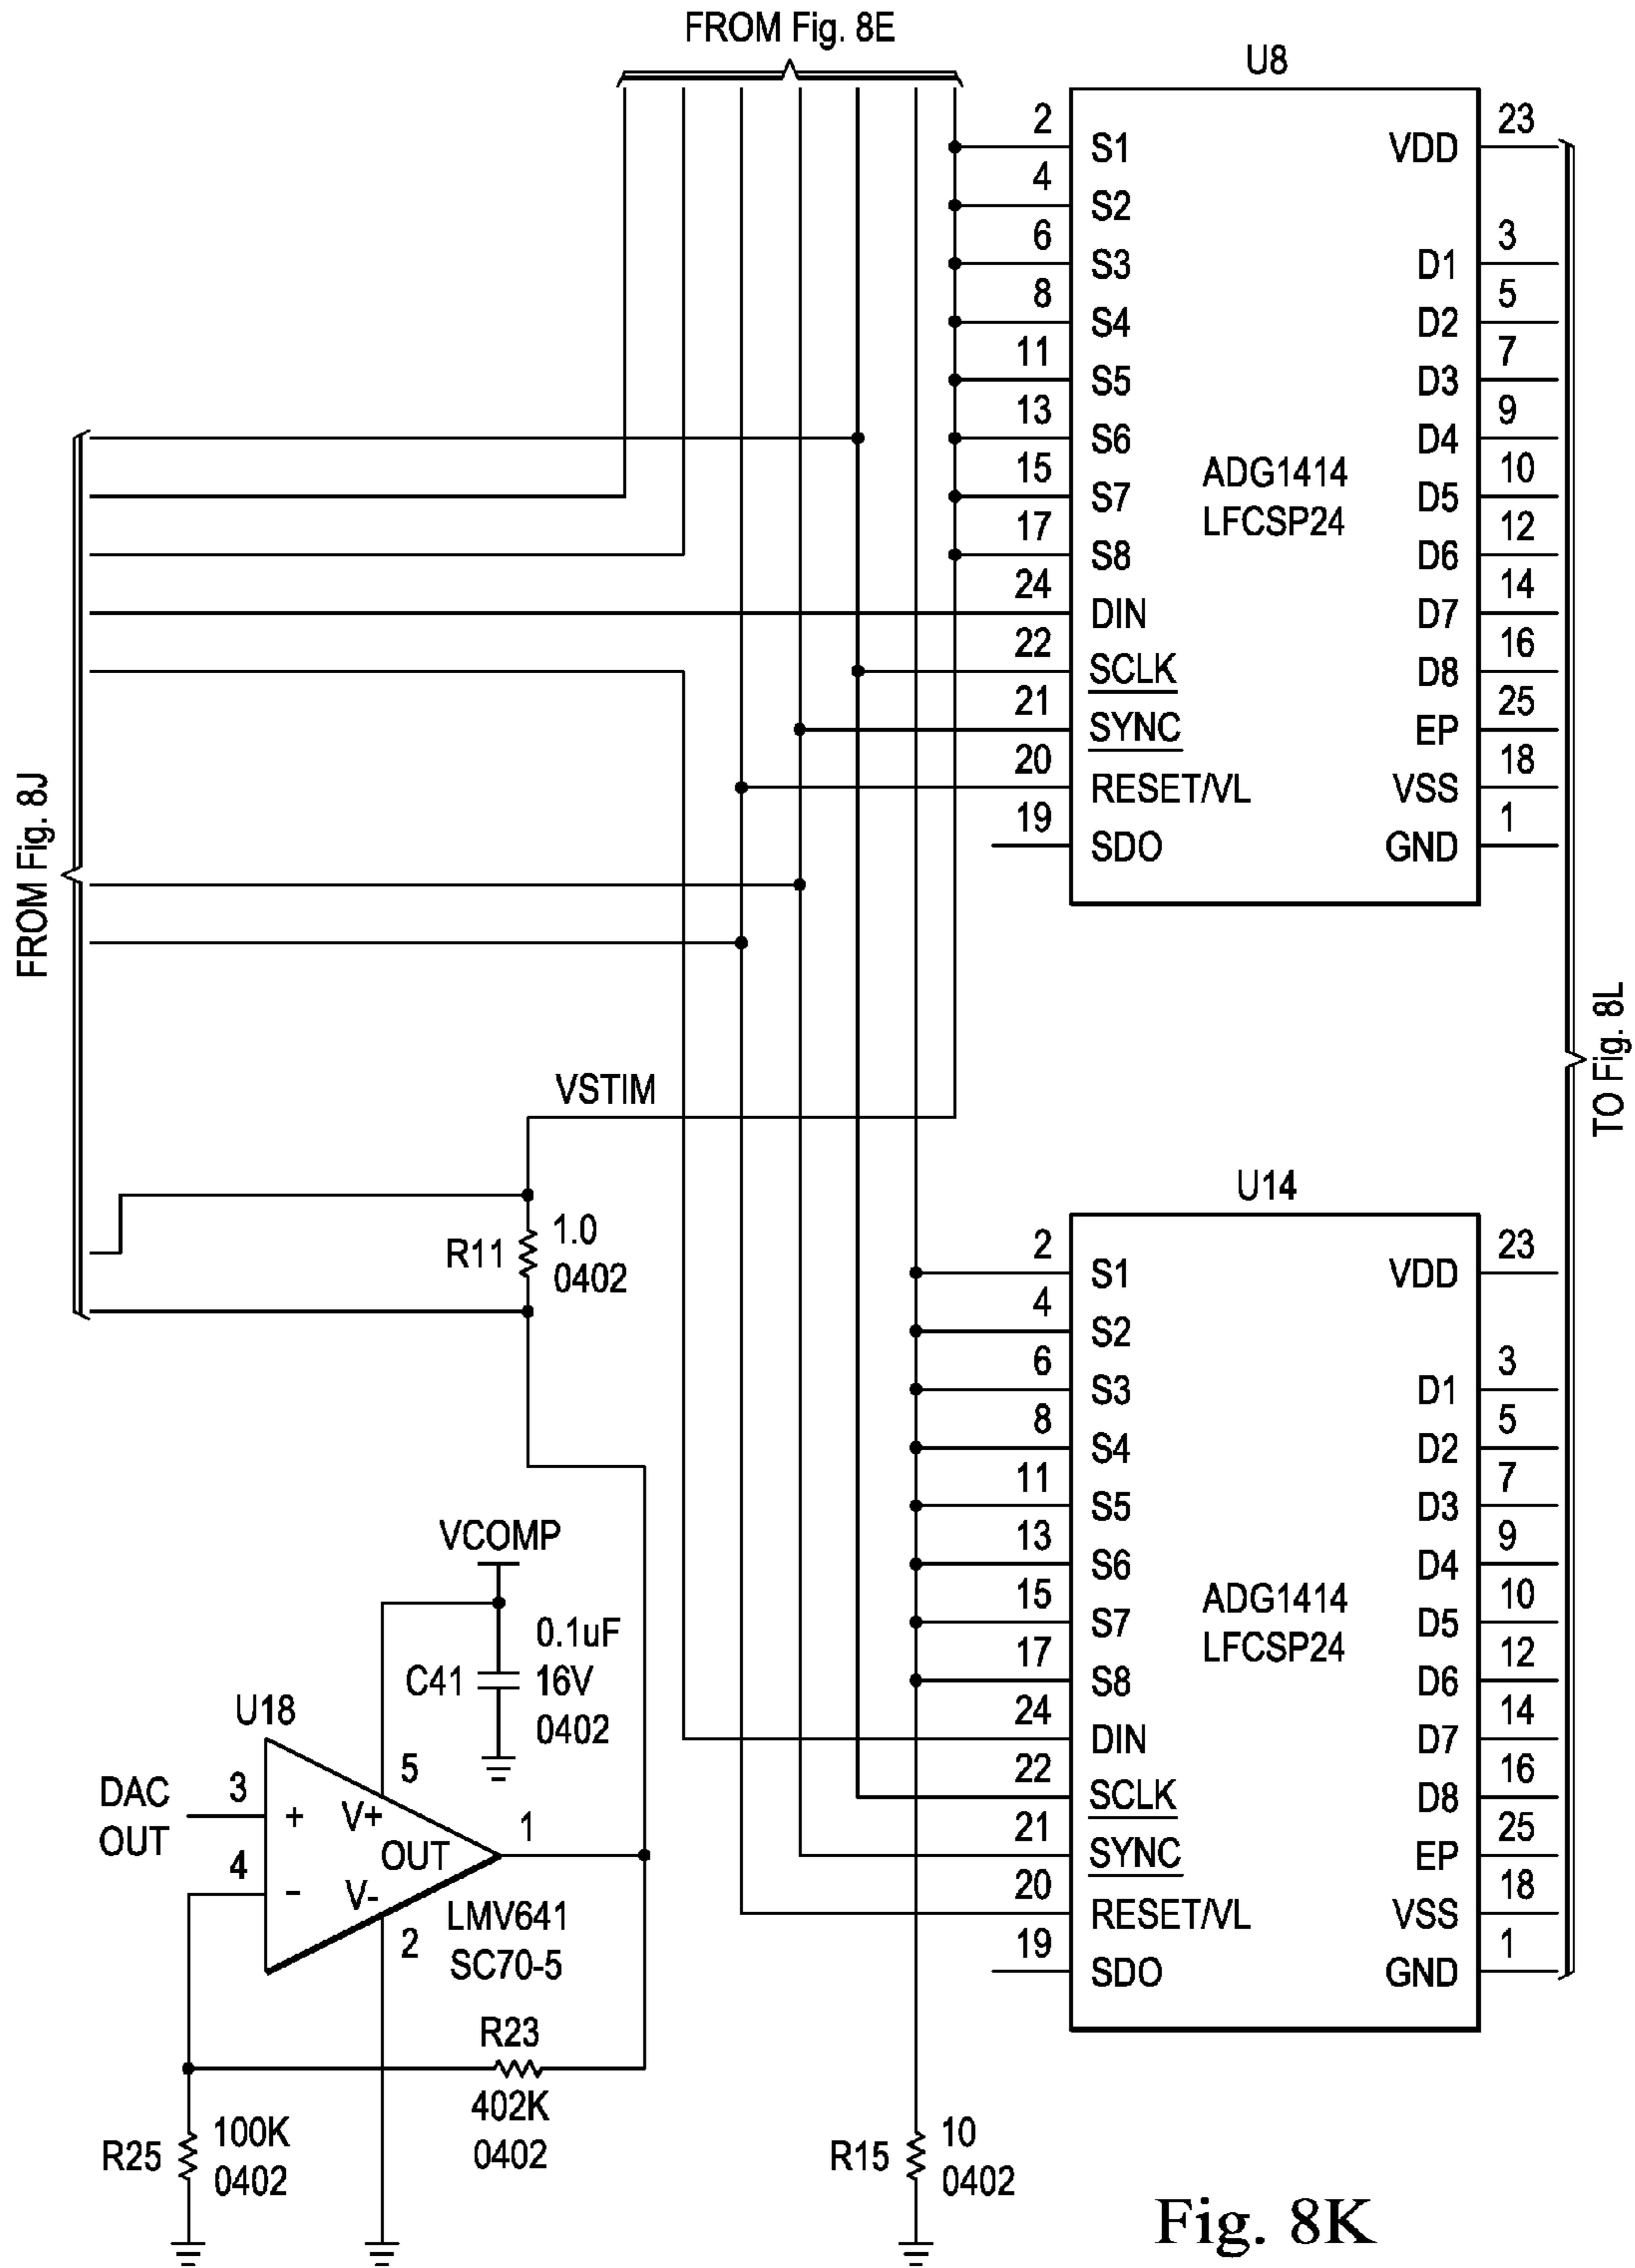 FROM Fig. 8E
U8
2 S1 VDD 23
4 S2
6 S3 D1 3
8 S4 D2 5
11 S5 D3 7
13 S6 D4 9
15 S7 D5 10
17 S8 D6 12
24 DIN D7 14
22 SCLK D8 16
21 SYNC EP 25
20 RESET/VL VSS 18
19 SDO GND 1
ADG1414
LFCSP24
FROM Fig. 8J
TO Fig. 8L
VSTIM
R11
1.0
0402
U14
2 S1 VDD 23
4 S2
6 S3 D1 3
8 S4 D2 5
11 S5 D3 7
13 S6 D4 9
15 S7 D5 10
17 S8 D6 12
24 DIN D7 14
22 SCLK D8 16
21 SYNC EP 25
20 RESET/VL VSS 18
19 SDO GND 1
ADG1414
LFCSP24
VCOMP
C41
0.1uF
16V
0402
U18
DAC
OUT
3 + V+ 5
OUT 1
4 - V- 2
LMV641
SC70-5
R23
402K
0402
R25
100K
0402
R15
10
0402
Fig. 8K